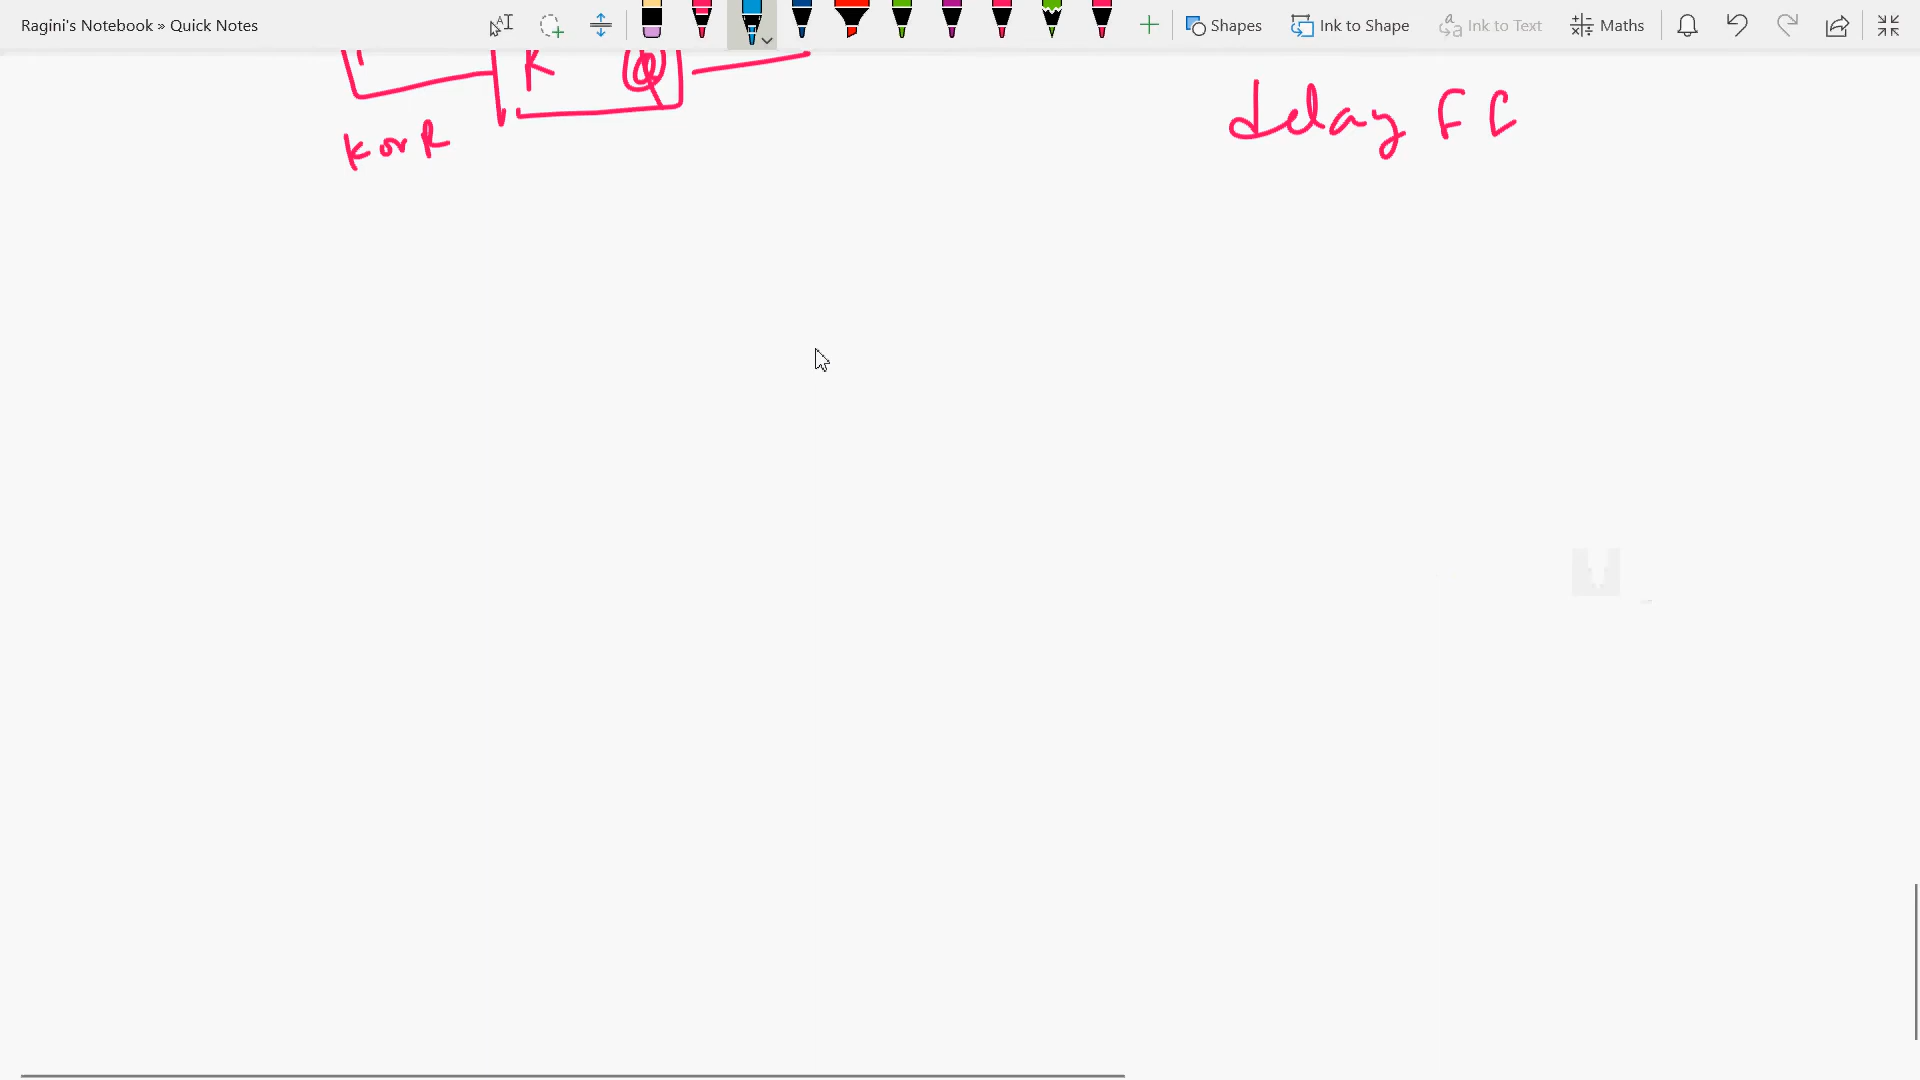 Ragini's Notebook » Quick Notes
Shapes
Ink to Shape
Ink to Text
Maths
K
delay F
K or R